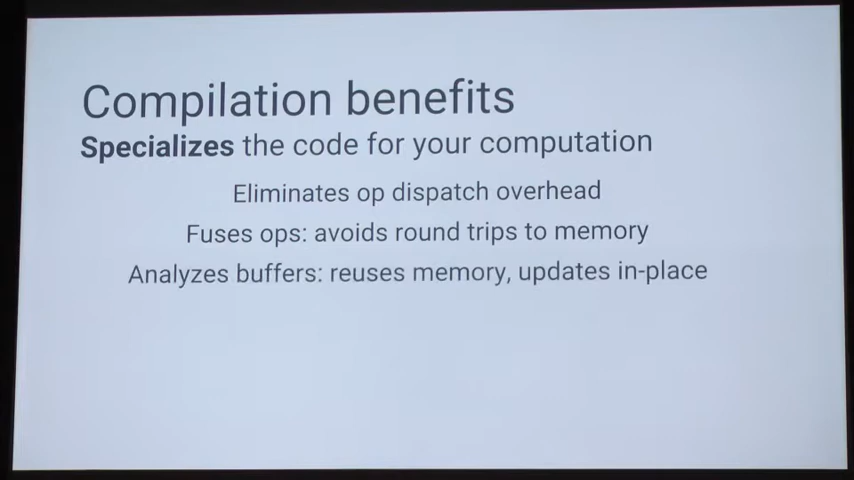 Compilation benefits
Specializes the code for your computation
Eliminates op dispatch overhead
Fuses ops: avoids round trips to memory
Analyzes buffers: reuses memory, updates in-place